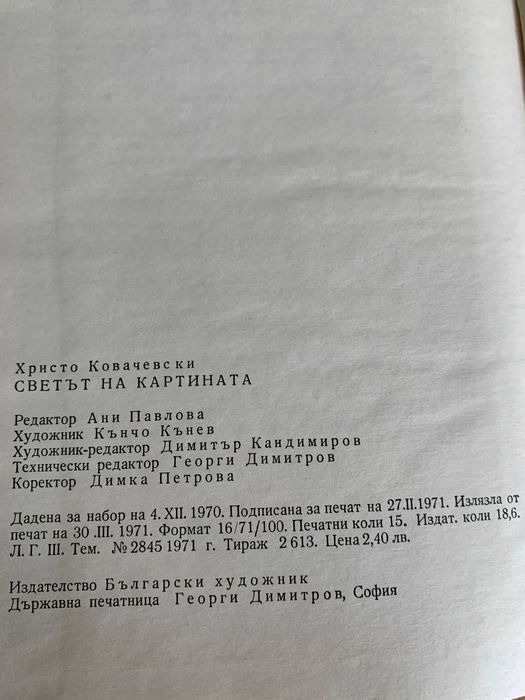 Христо Ковачевски
СВЕТЪТ НА КАРТИНАТА
Редактор Ани Павлова
Художник Кънчо Кънев
Художник-редактор Димитър Кандимиров
Технически редактор Георги Димитров
Коректор Димка Петрова
Дадена за набор на 4. XII. 1970. Подписана за печат на 27.II.1971. Излязла от
печат на 30 .III. 1971. Формат 16/71/100. Печатни коли 15. Издат. коли 18,6.
Л. Г. III. Тем. № 2845 1971 г. Тираж 2 613. Цена 2,40 лв.
Издателство Български художник
Държавна печатница Георги Димитров, София